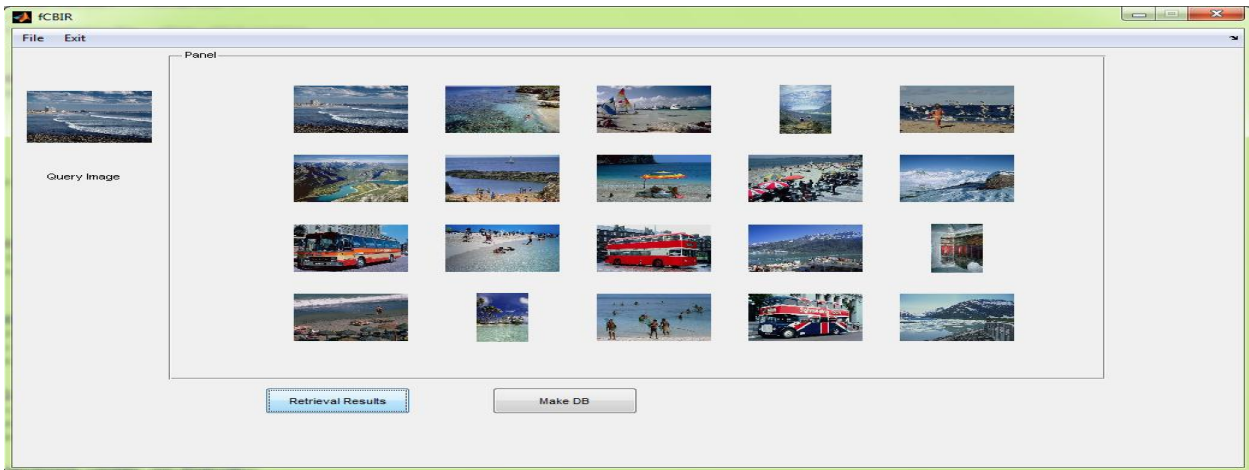 fCBIR
File Exit
Panel
Query Image
Retrieval Results
Make DB